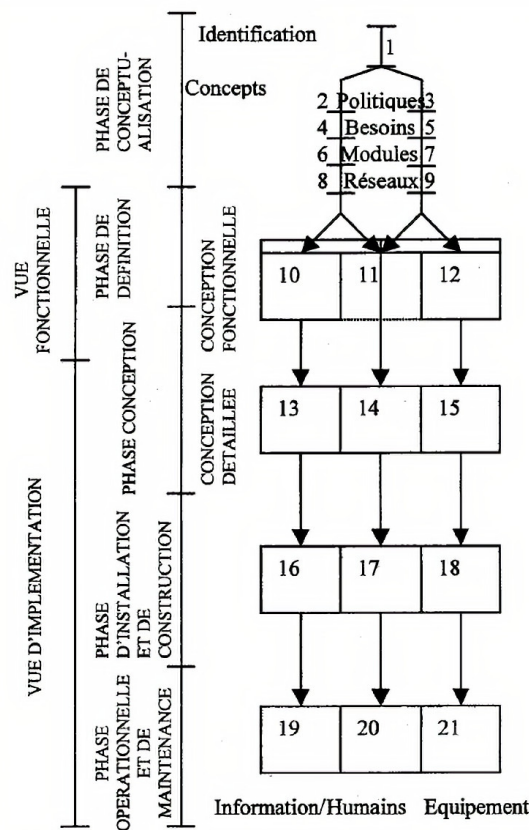 Identification
1
Concepts
2 Politiques 3
4 Besoins 5
6 Modules 7
8 Réseaux 9
PHASE DE
CONCEPTU-
ALISATION
VUE
FONCTIONNELLE
PHASE DE
DEFINITION
CONCEPTION
FONCTIONNELLE
10 11 12
PHASE CONCEPTION
CONCEPTION
DETAILLEE
13 14 15
VUE D'IMPLEMENTATION
PHASE
D'INSTALLATION
ET DE
CONSTRUCTION
16 17 18
PHASE
OPERATIONNELLE
ET DE
MAINTENANCE
19 20 21
Information/Humains Equipement